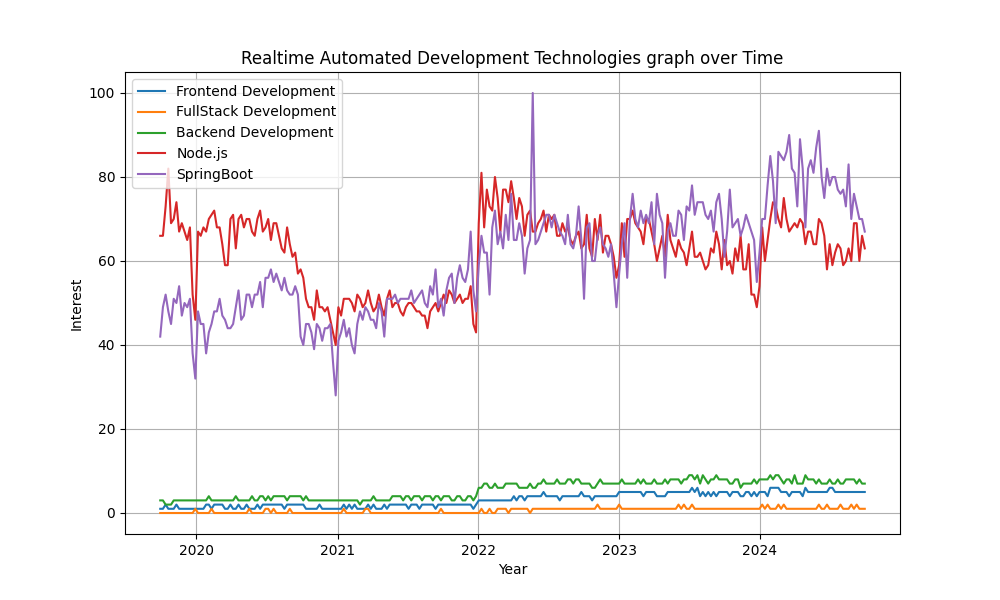 Realtime Automated Development Technologies graph over Time
100
80
60
40
20
0
Interest
Frontend Development
FullStack Development
Backend Development
Node.js
SpringBoot
2020
2021
2022
2023
2024
Year